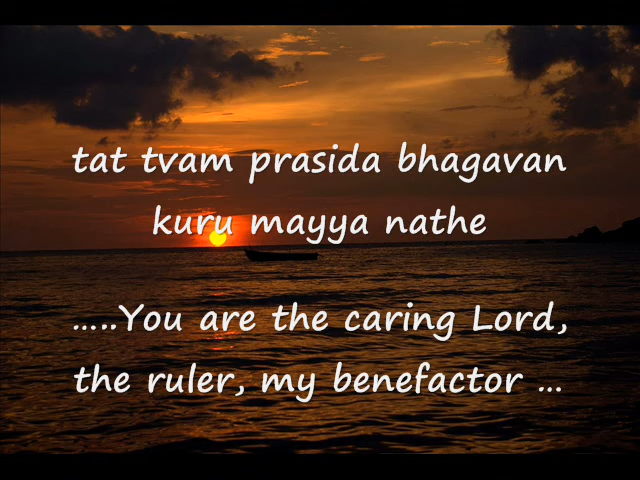 tat tvam prasida bhagavan
kuru mayya nathe
.....You are the caring Lord,
the ruler, my benefactor ...